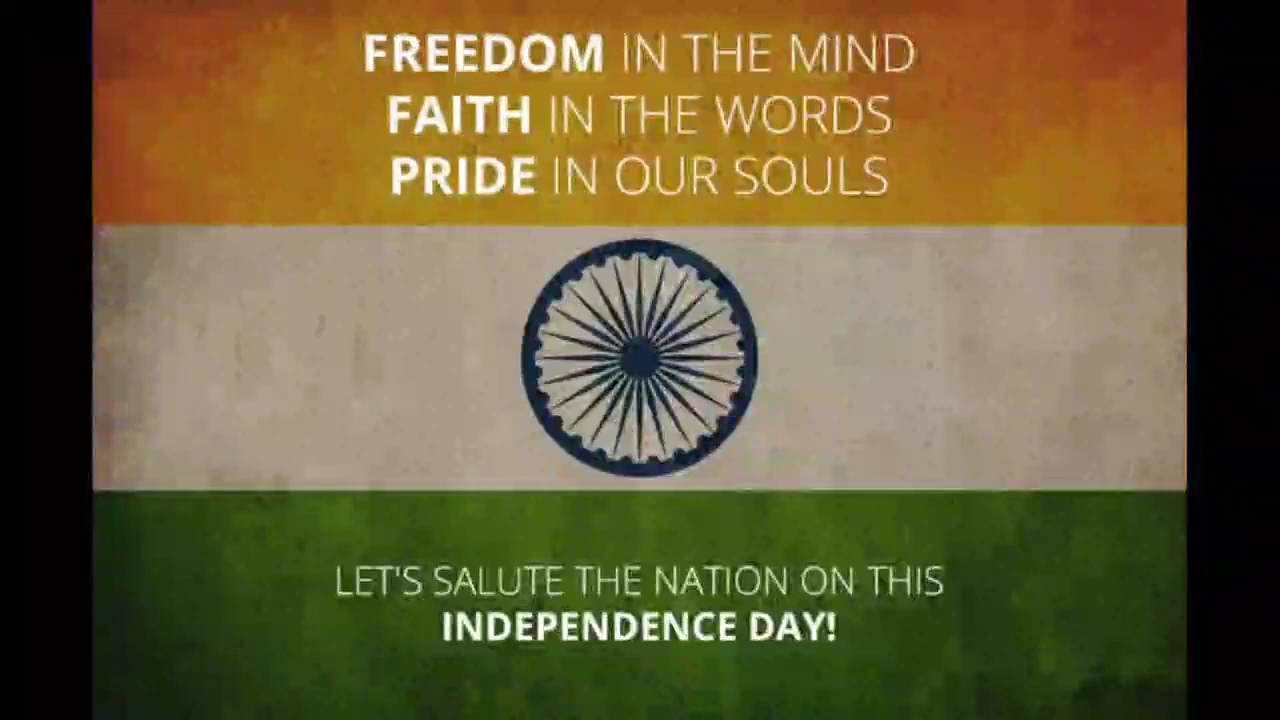 FREEDOM IN THE MIND
FAITH IN THE WORDS
PRIDE IN OUR SOULS
LET'S SALUTE THE NATION ON THIS
INDEPENDENCE DAY!